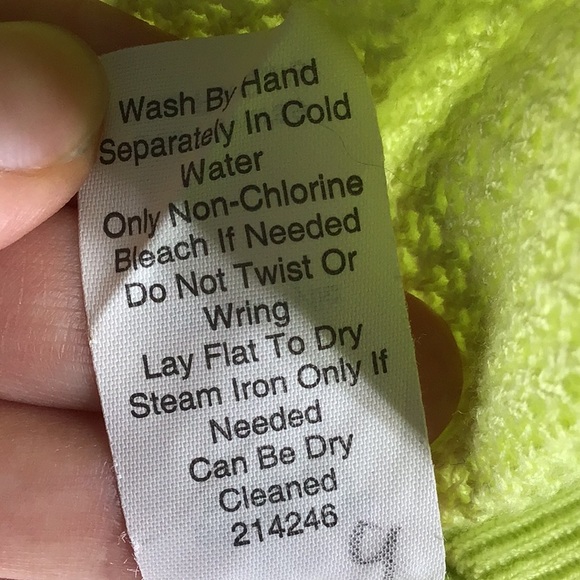 Wash By Hand
Separately In Cold
Water
Only Non-Chlorine
Bleach If Needed
Do Not Twist Or
Wring
Lay Flat To Dry
Steam Iron Only If
Needed
Can Be Dry
Cleaned
214246